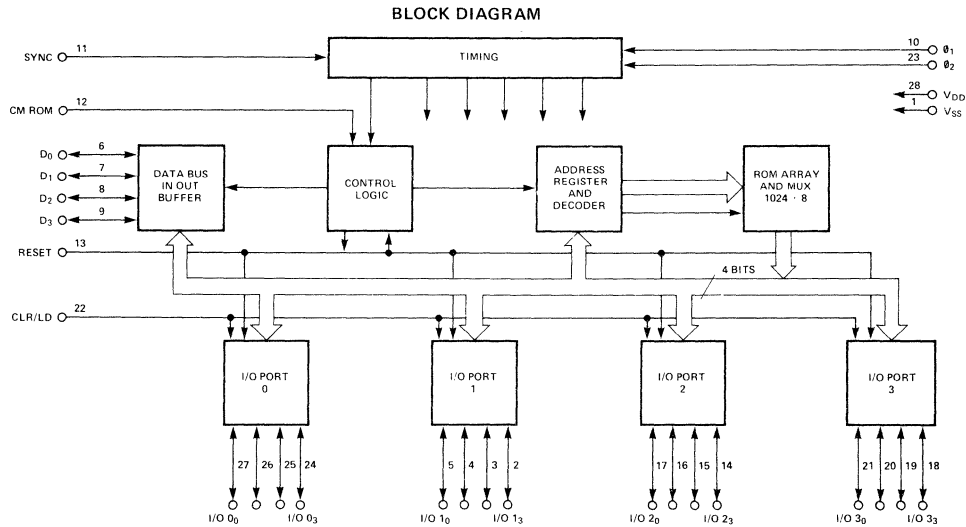 BLOCK DIAGRAM
SYNC 11
TIMING
10 Ø1
23 Ø2
28 VDD
1 VSS
CM ROM 12
D0 6
D1 7
D2 8
D3 9
DATA BUS
IN OUT
BUFFER
CONTROL
LOGIC
ADDRESS
REGISTER
AND
DECODER
ROM ARRAY
AND MUX
1024 · 8
RESET 13
4 BITS
CLR/LD 22
I/O PORT
0
I/O PORT
1
I/O PORT
2
I/O PORT
3
27 26 25 24
5 4 3 2
17 16 15 14
21 20 19 18
I/O 00 I/O 03
I/O 10 I/O 13
I/O 20 I/O 23
I/O 30 I/O 33